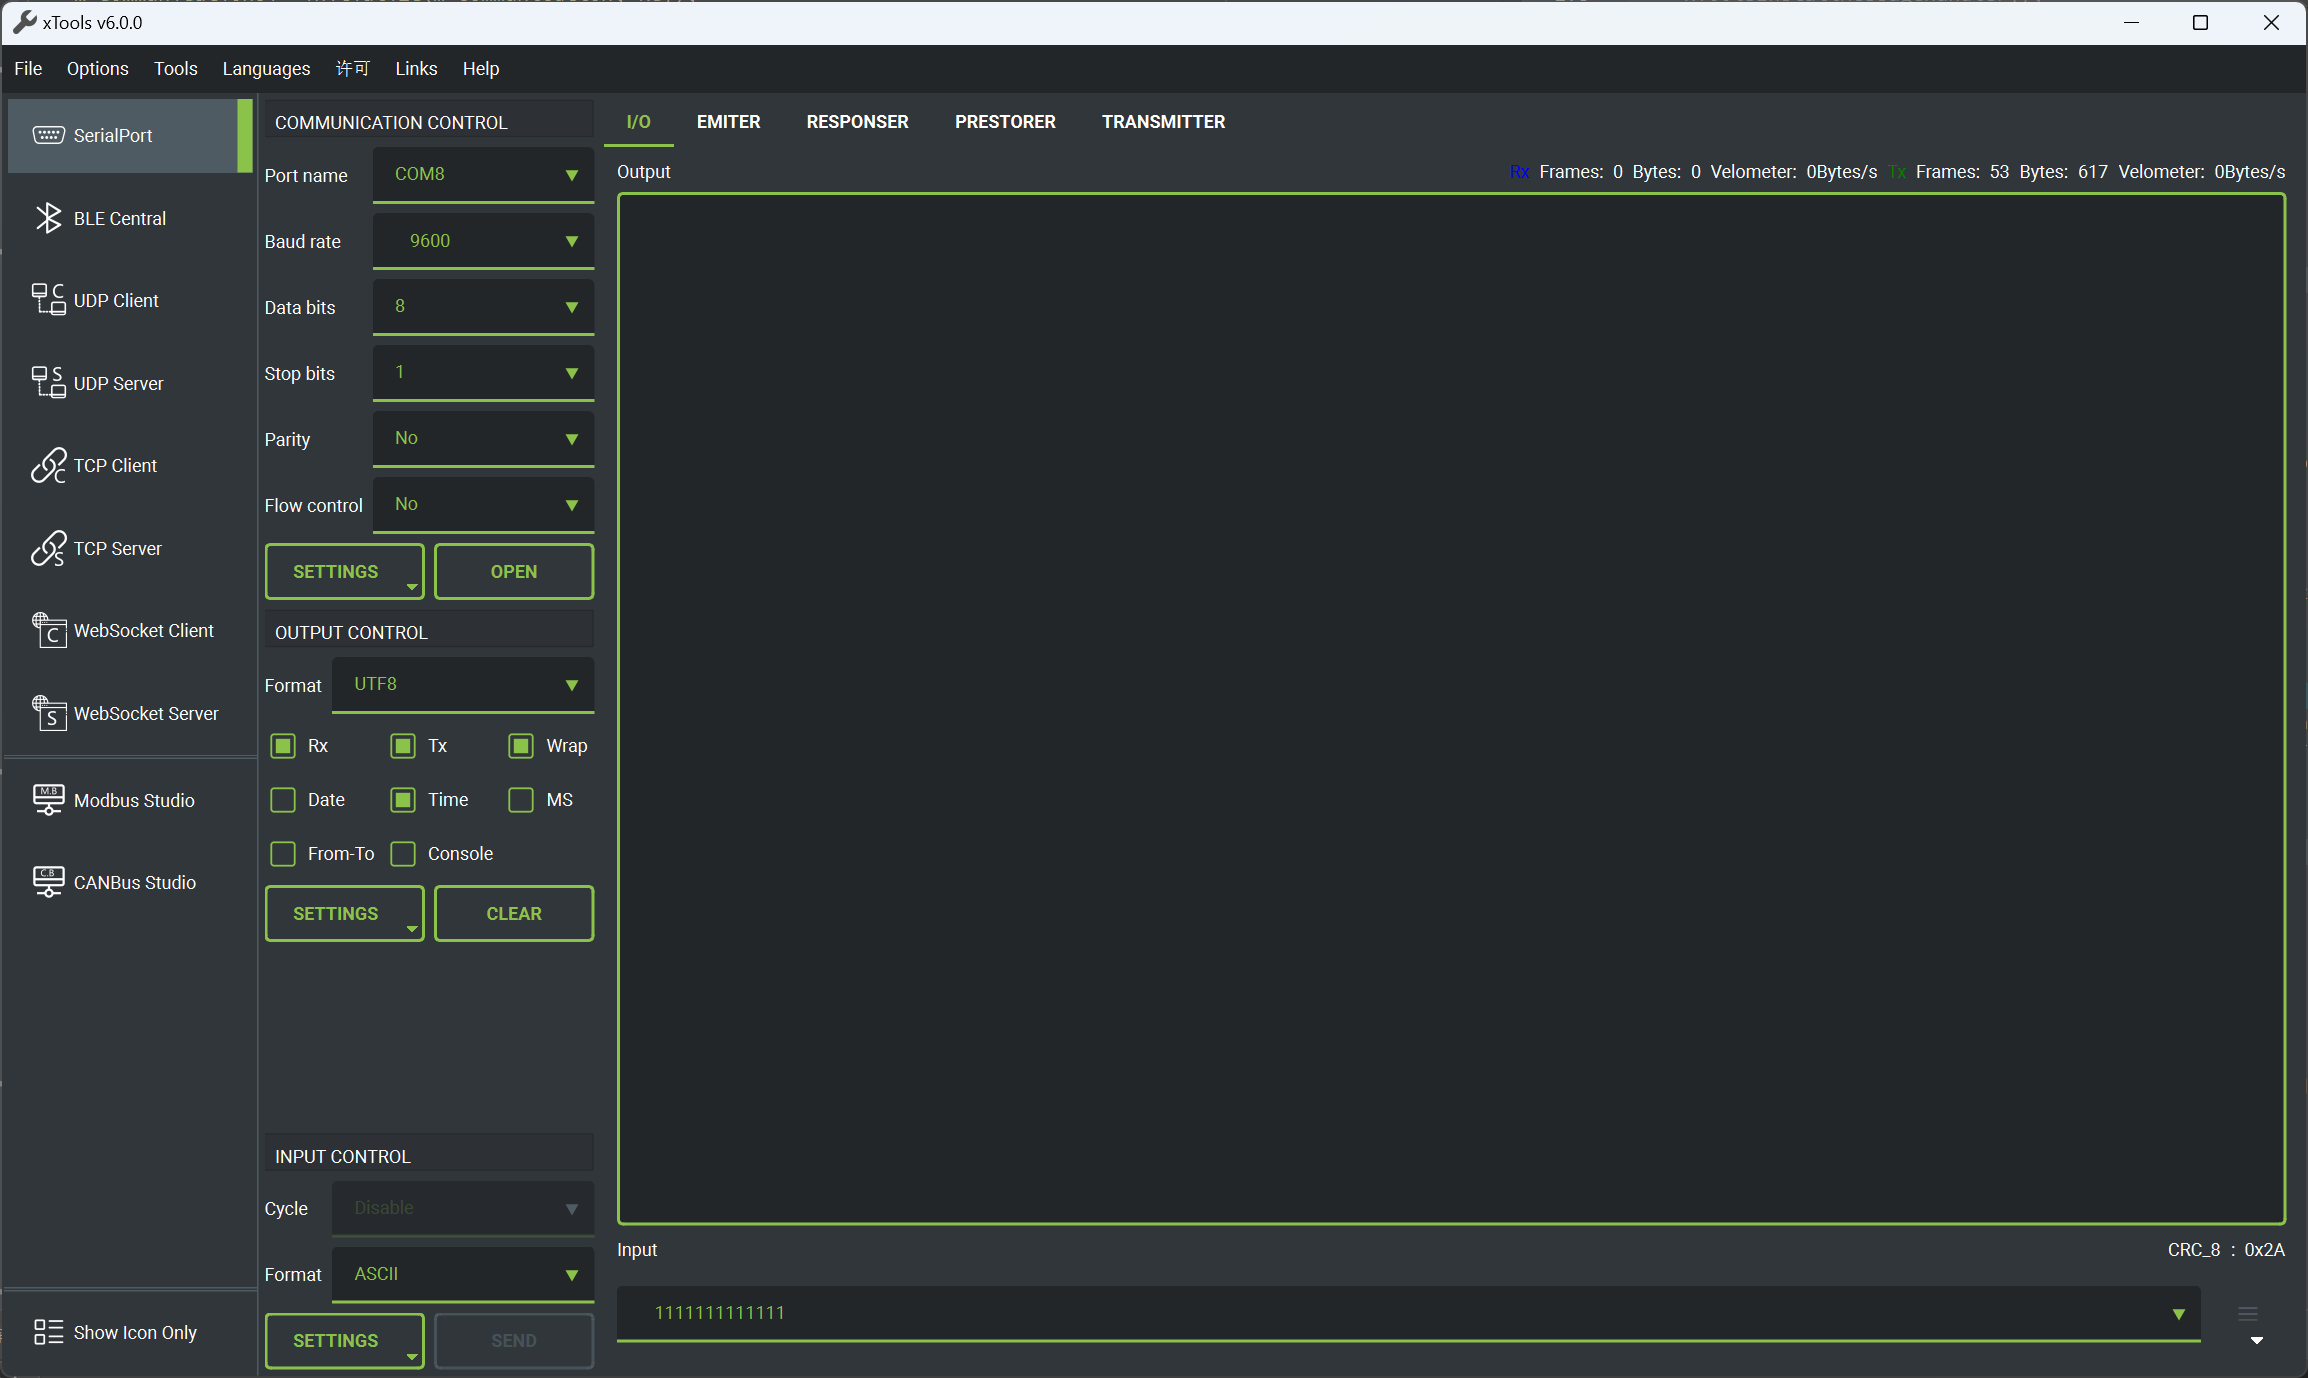 xTools v6.0.0
File Options Tools Languages 许可 Links Help
SerialPort
BLE Central
UDP Client
UDP Server
TCP Client
TCP Server
WebSocket Client
WebSocket Server
Modbus Studio
CANBus Studio
Show Icon Only
COMMUNICATION CONTROL
Port name COM8
Baud rate 9600
Data bits 8
Stop bits 1
Parity No
Flow control No
SETTINGS OPEN
OUTPUT CONTROL
Format UTF8
Rx Tx Wrap
Date Time MS
From-To Console
SETTINGS CLEAR
INPUT CONTROL
Cycle Disable
Format ASCII
SETTINGS SEND
I/O EMITER RESPONSER PRESTORER TRANSMITTER
Output Rx Frames: 0 Bytes: 0 Velometer: 0Bytes/s Tx Frames: 53 Bytes: 617 Velometer: 0Bytes/s
Input CRC_8 : 0x2A
1111111111111